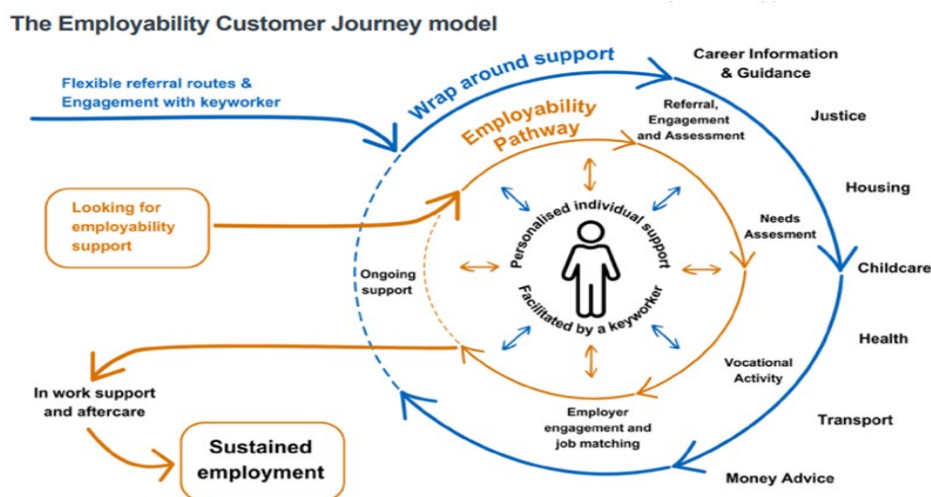 The Employability Customer Journey model
Flexible referral routes &
Engagement with keyworker
Wrap around support
Career Information
& Guidance
Employability
Pathway
Referral,
Engagement
and Assessment
Justice
Looking for
employability
support
Housing
Needs
Assesment
Personalised individual support
Facilitated by a keyworker
Ongoing
support
Childcare
Health
Vocational
Activity
In work support
and aftercare
Employer
engagement and
job matching
Transport
Sustained
employment
Money Advice